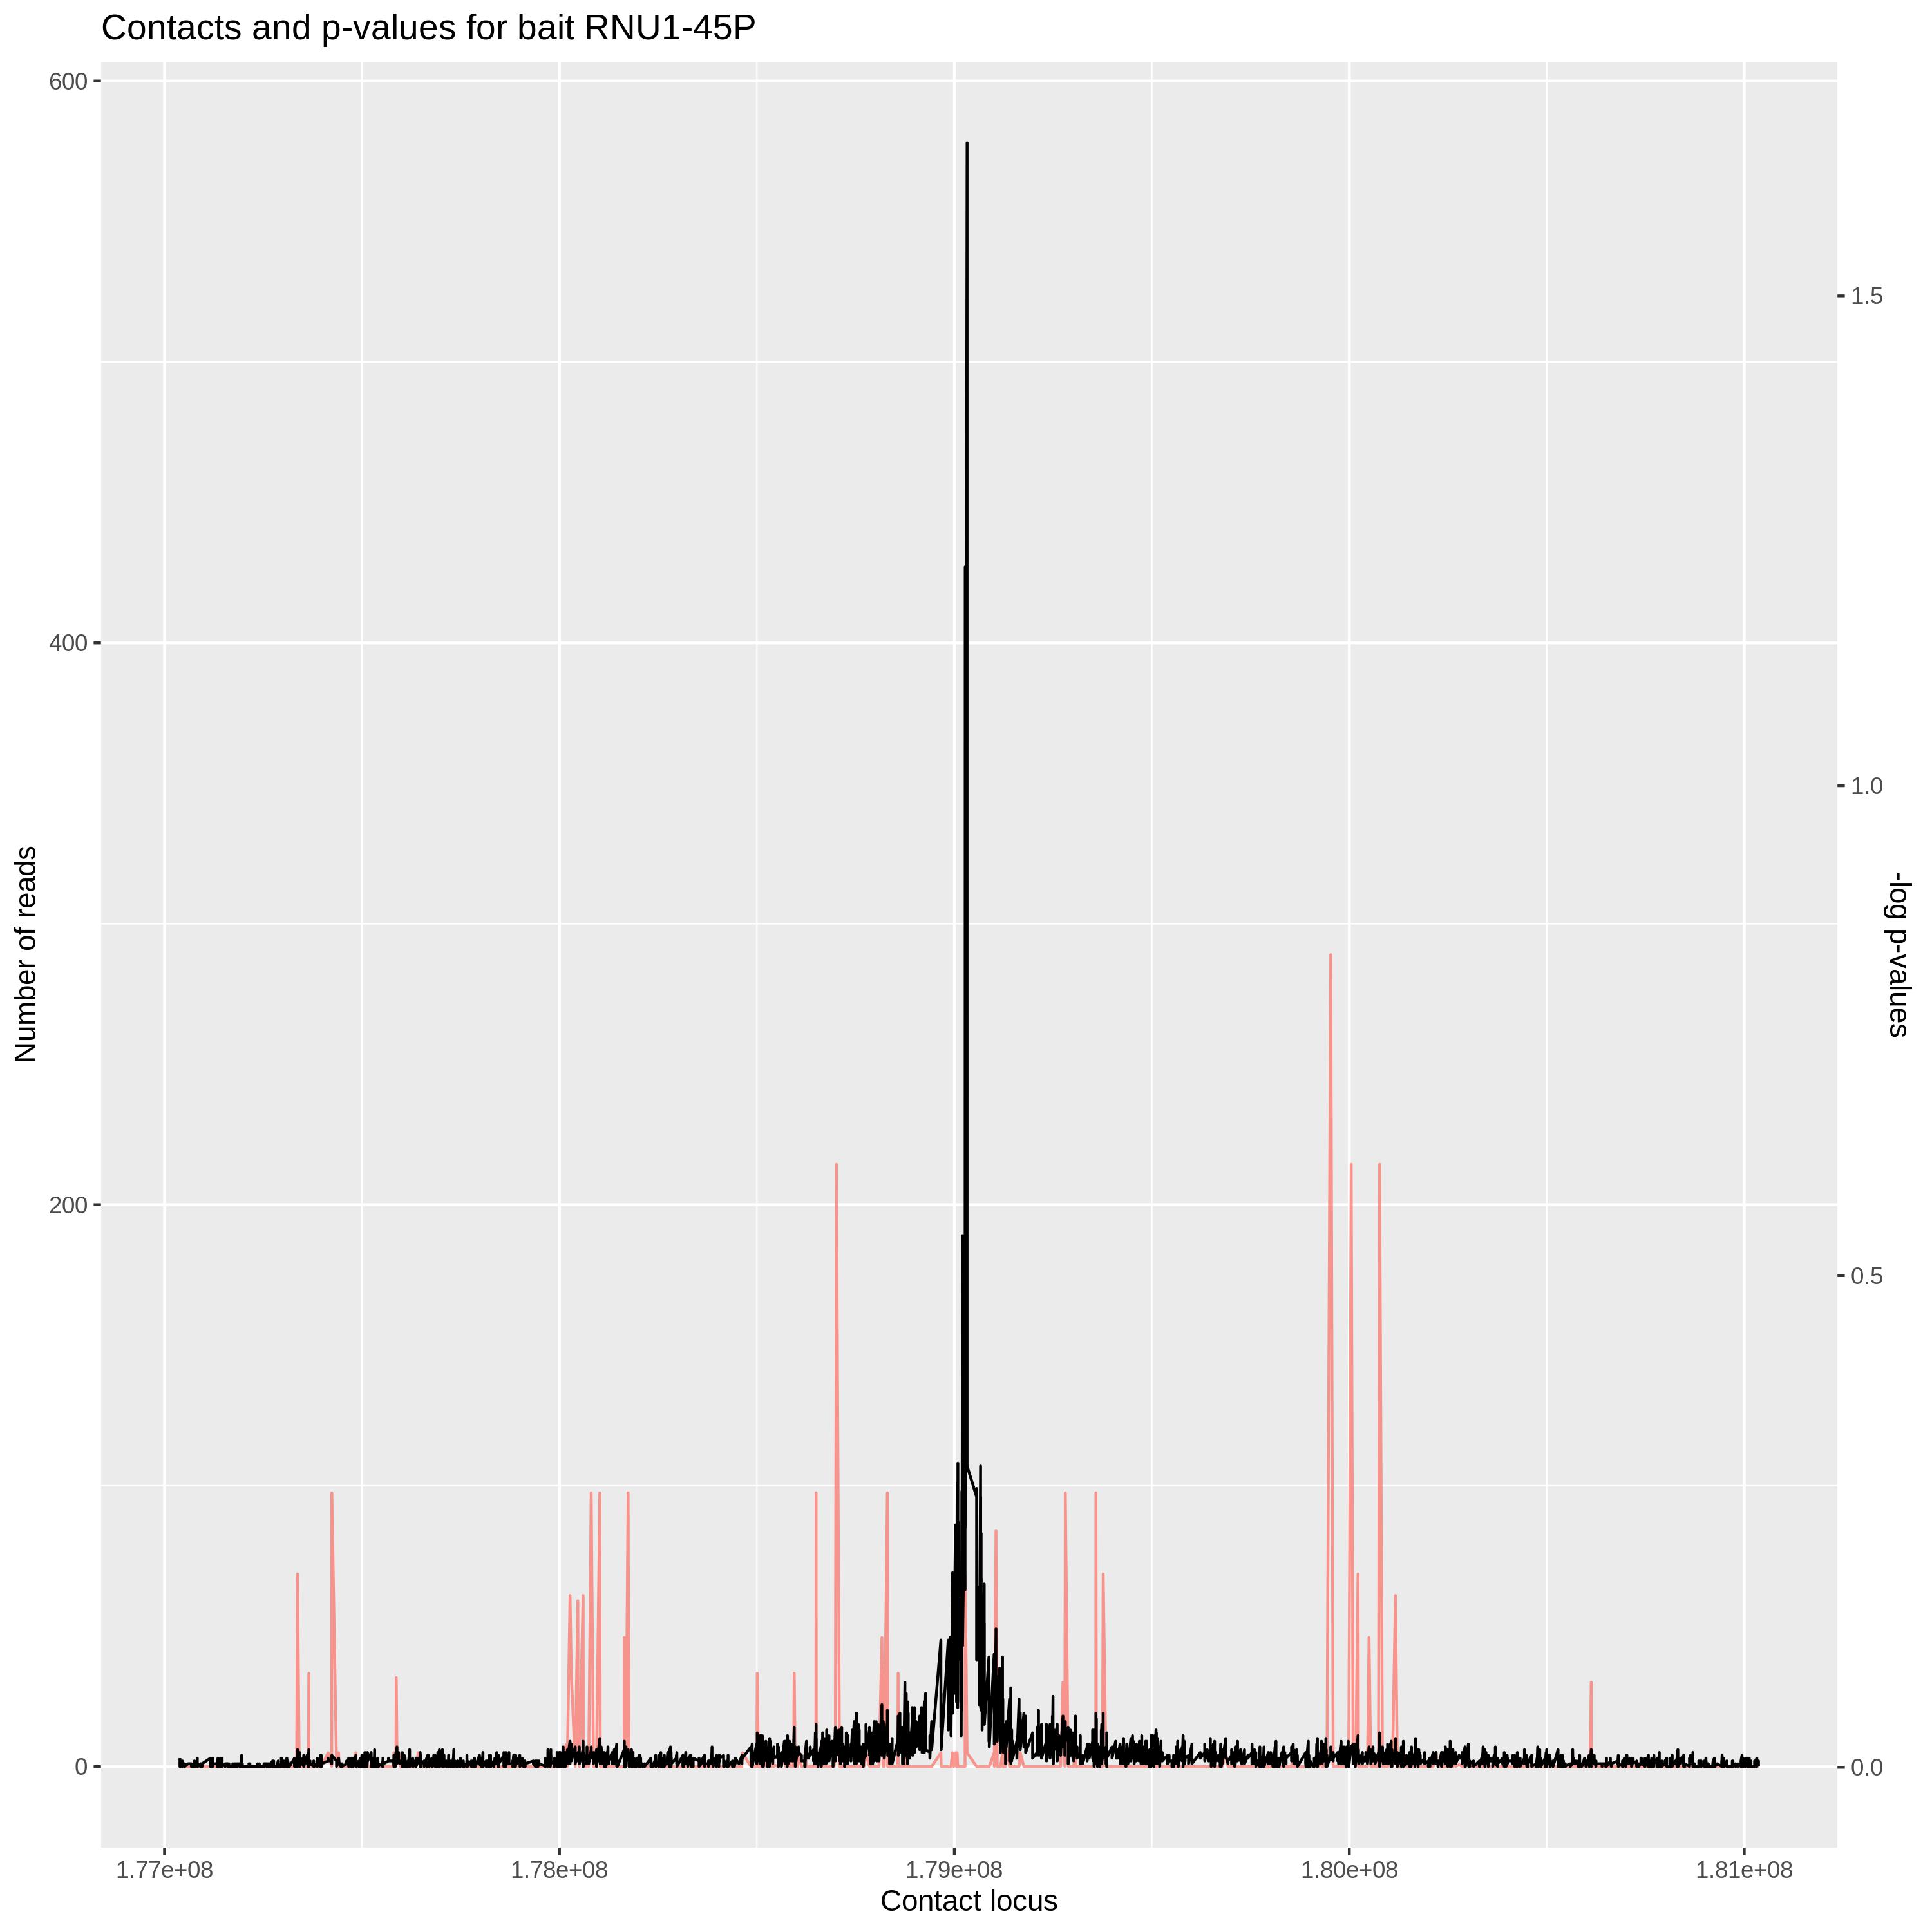 Contacts and p-values for bait RNU1-45P
600
400
200
0
Number of reads
1.5
1.0
0.5
0.0
-log p-values
1.77e+08 1.78e+08 1.79e+08 1.80e+08 1.81e+08
Contact locus